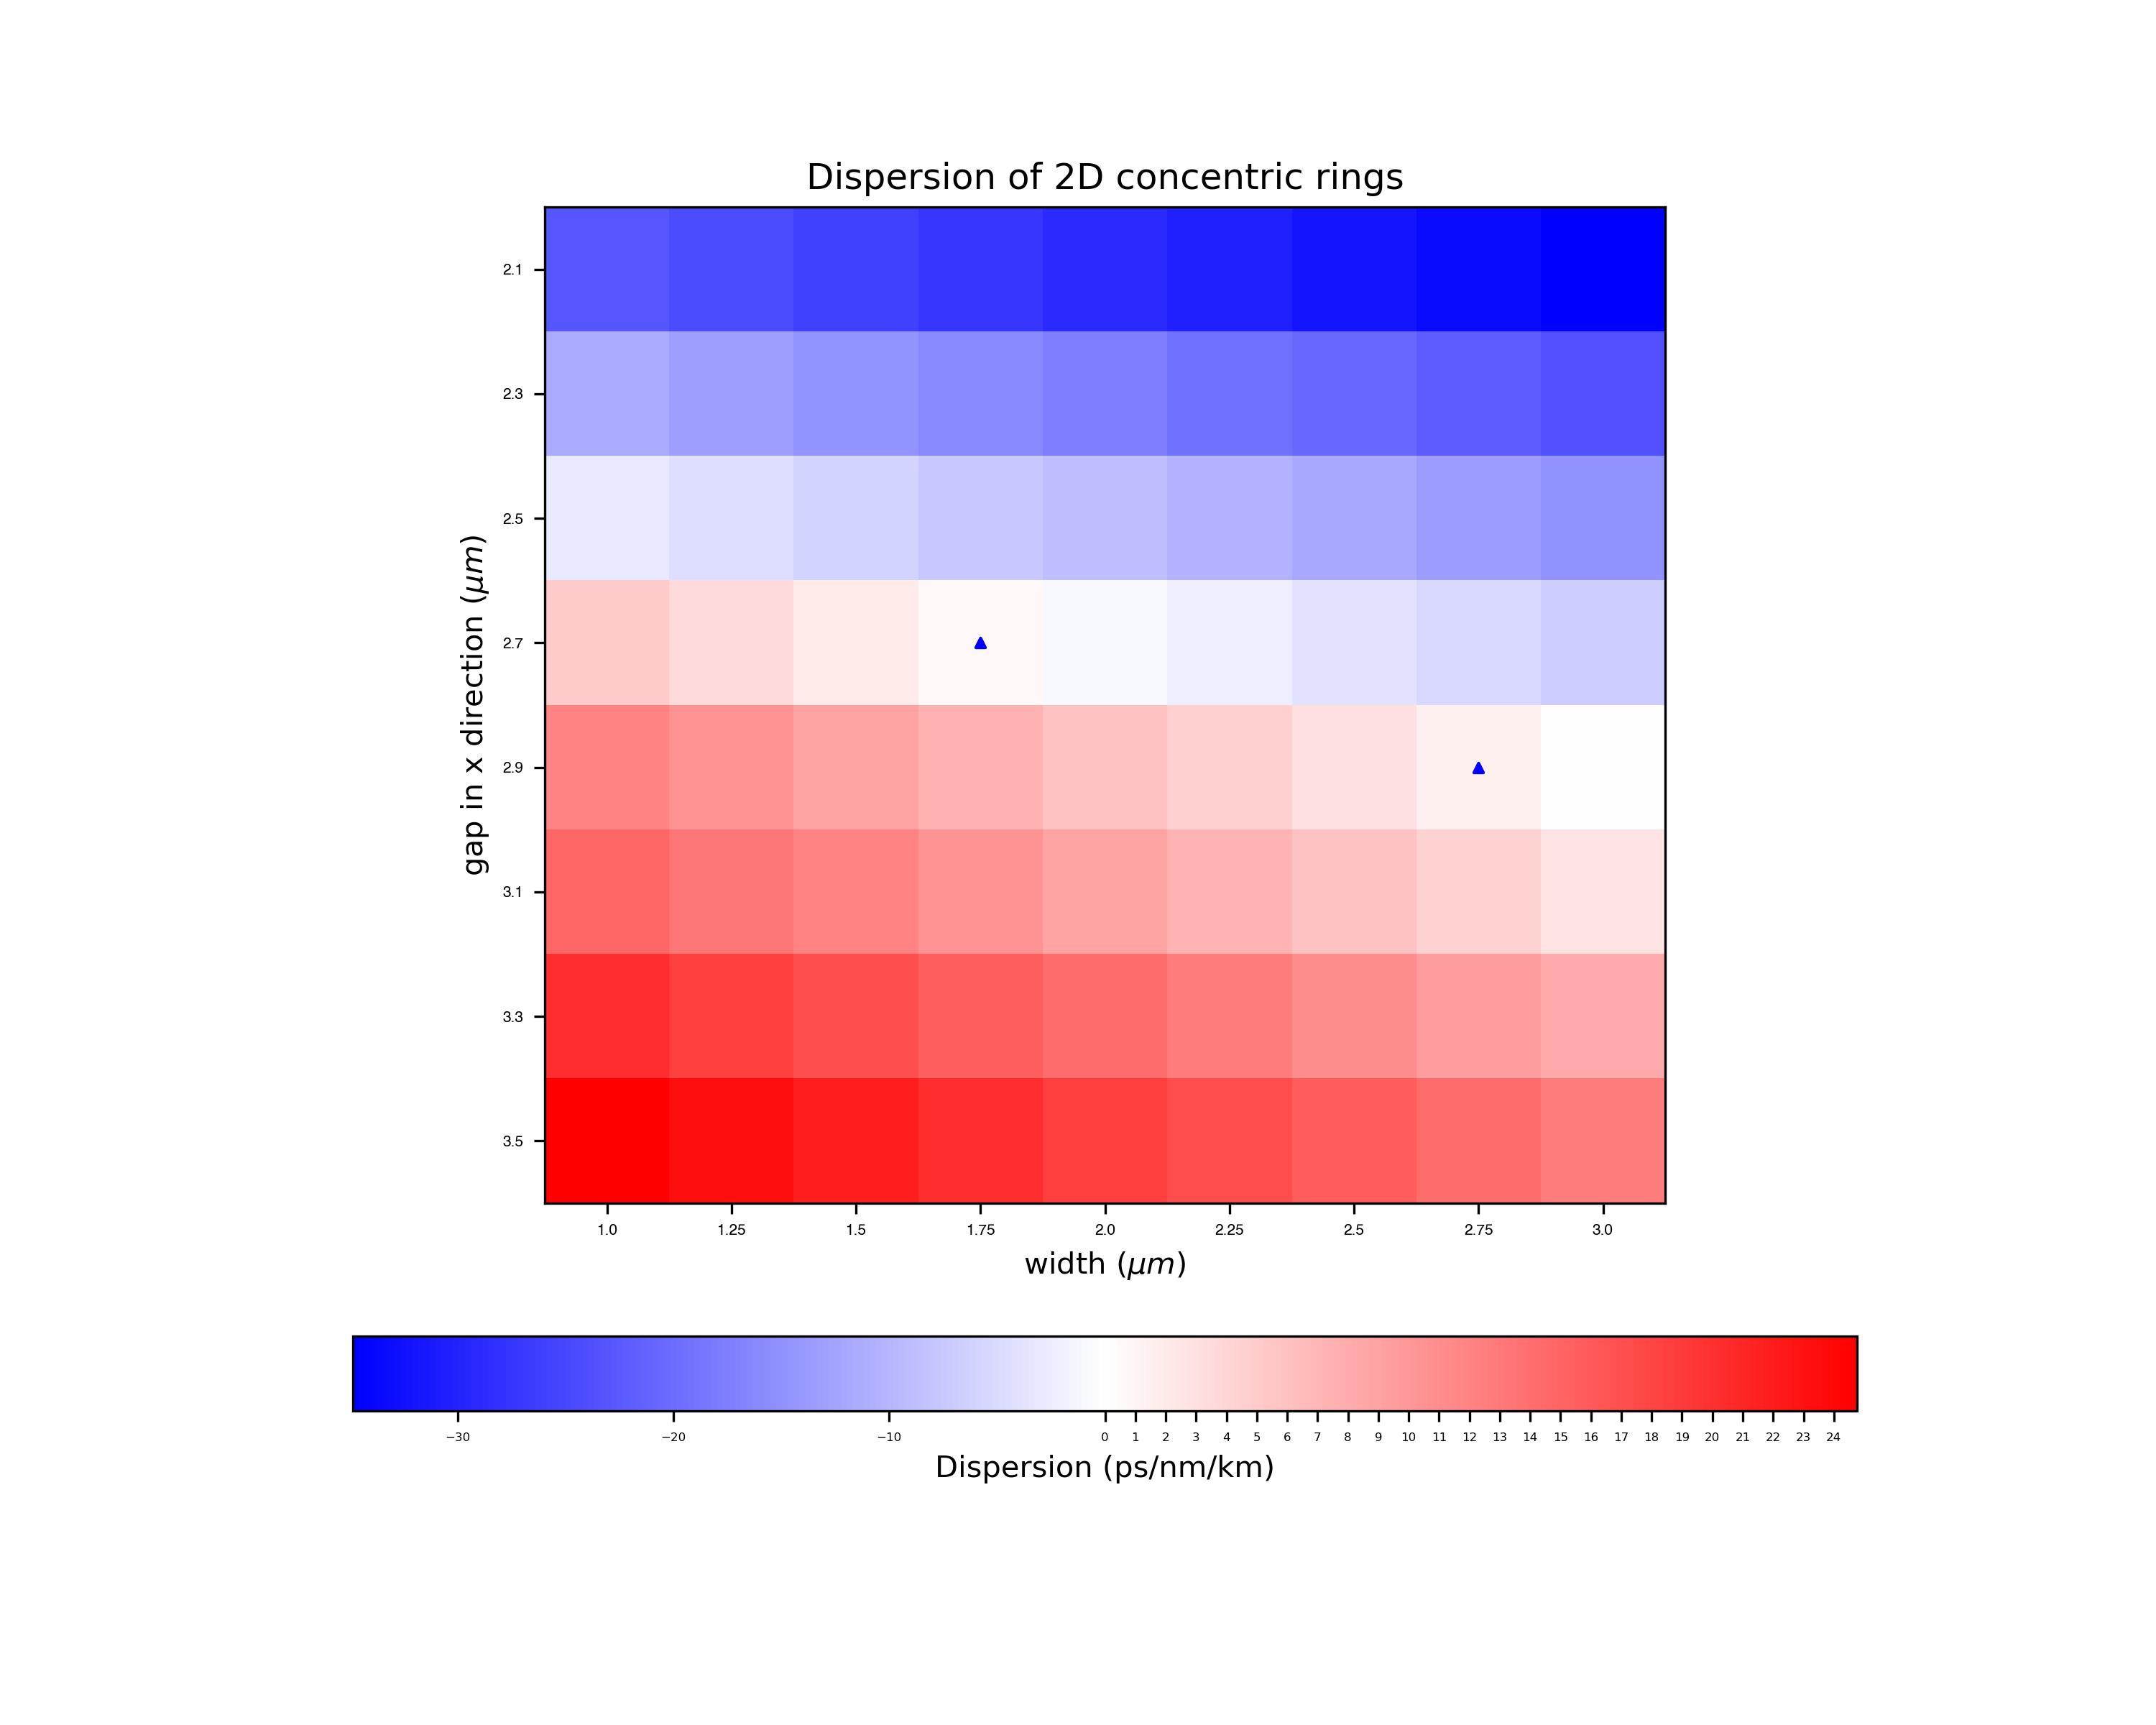 Dispersion of 2D concentric rings
gap in x direction (μm)
2.1
2.3
2.5
2.7
2.9
3.1
3.3
3.5
1.0 1.25 1.5 1.75 2.0 2.25 2.5 2.75 3.0
width (μm)
−30 −20 −10 0 1 2 3 4 5 6 7 8 9 10 11 12 13 14 15 16 17 18 19 20 21 22 23 24
Dispersion (ps/nm/km)